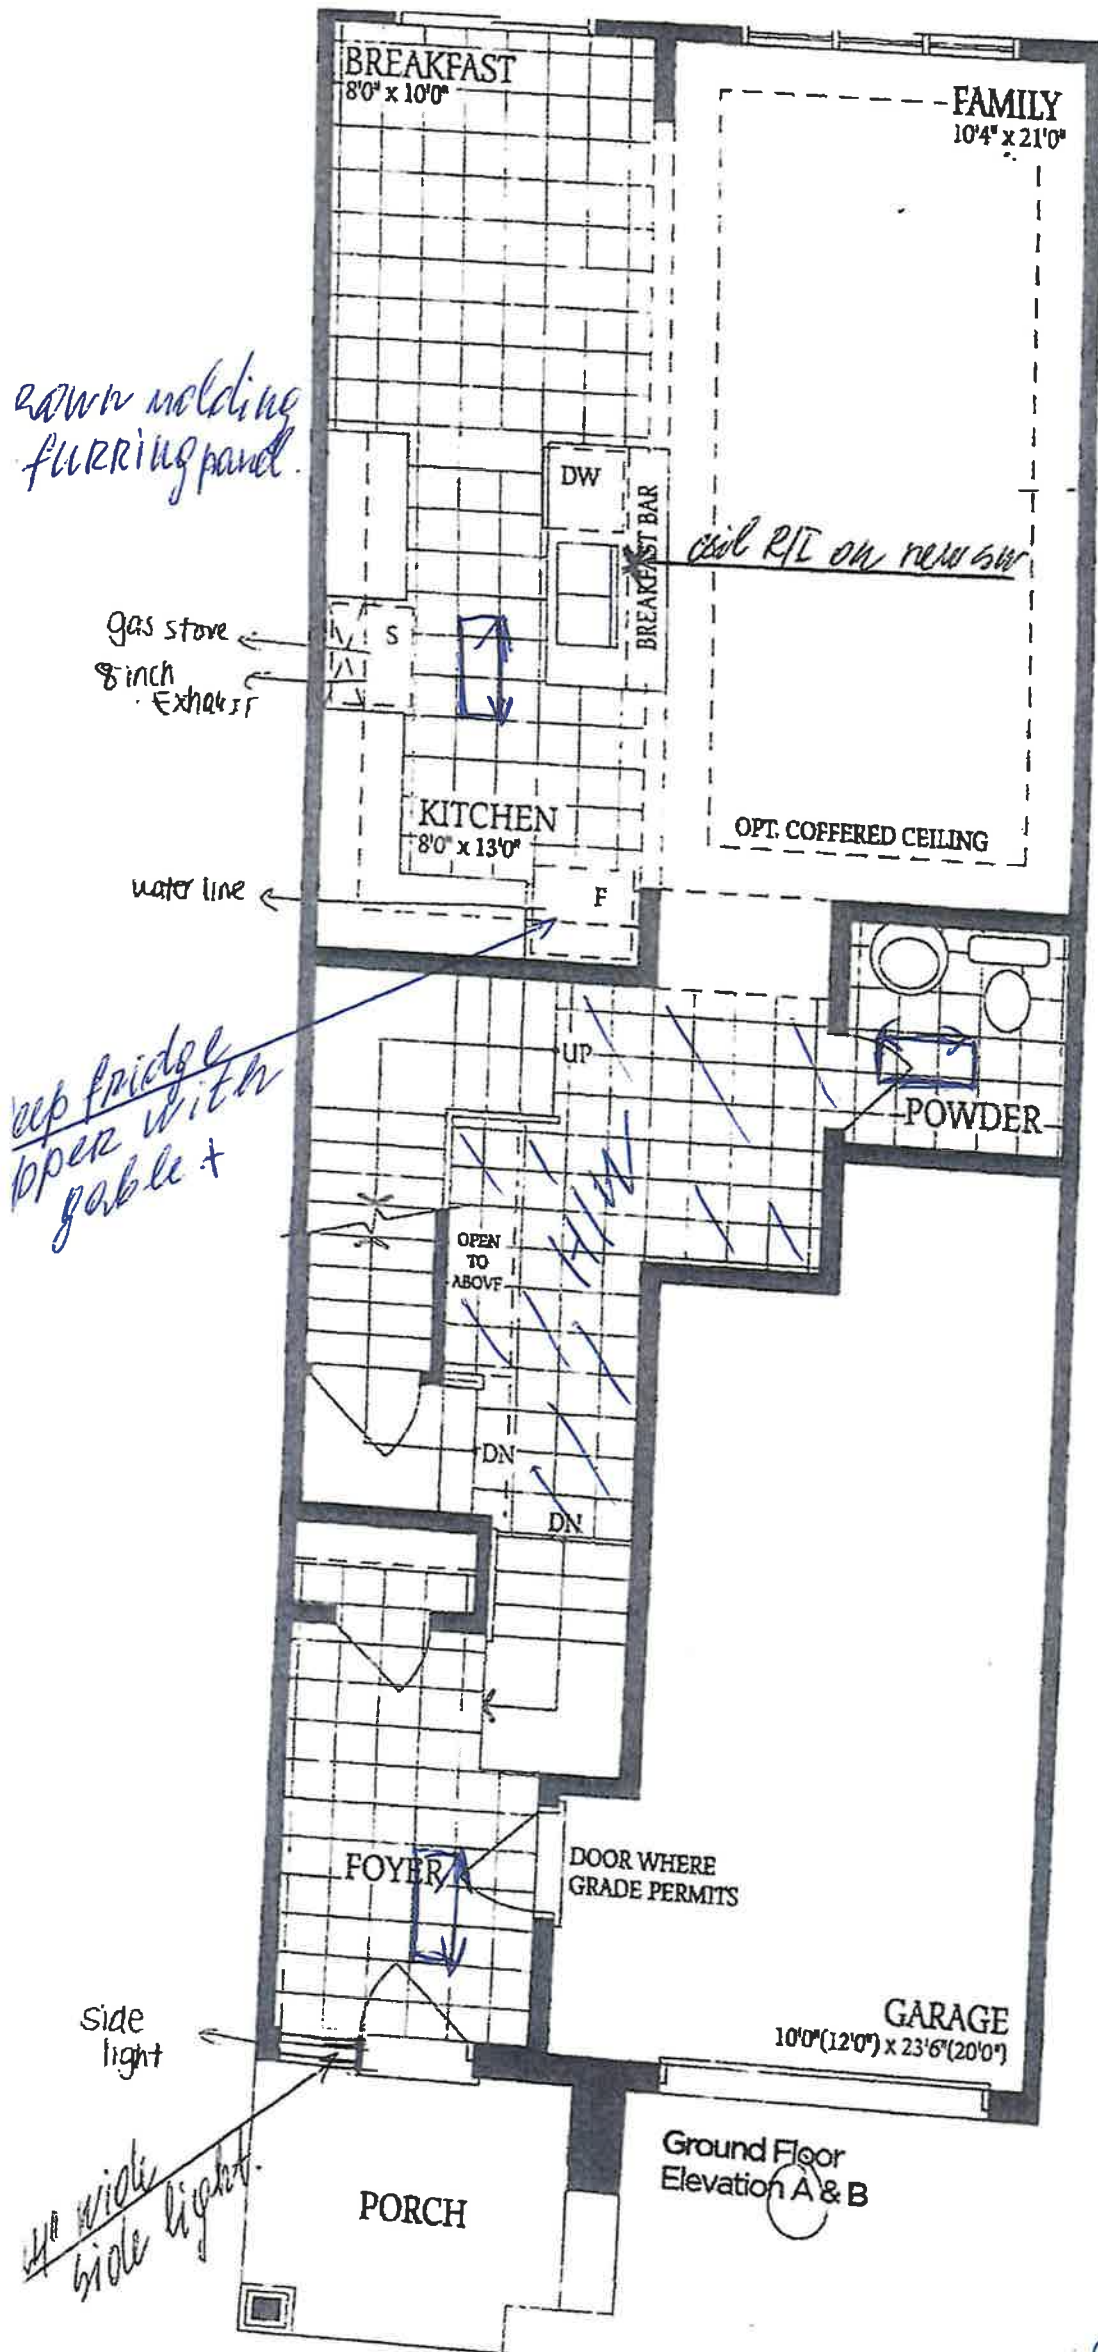 BREAKFAST
8'0" x 10'0"
FAMILY
10'4" x 21'0"
molding
furring panel.
DW
BREAKFAST BAR
R/I on new
gas stove
S
8 inch
Exhaust
KITCHEN
8'0" x 13'0"
OPT. COFFERED CEILING
water line
F
UP
fridge
with
gable +
POWDER
H/W
OPEN
TO
ABOVE
DN
DN
FOYER
DOOR WHERE
GRADE PERMITS
side
light
GARAGE
10'0"(12'0") x 23'6"(20'0")
wide
side light.
Ground Floor
Elevation A & B
PORCH